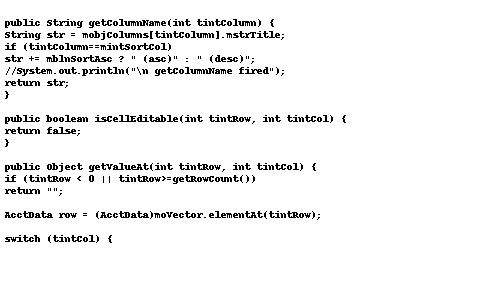 public String getColumnName(int tintColumn) {
String str = mobjColumns[tintColumn].mstrTitle;
if (tintColumn==mintSortCol)
str += mblnSortAsc ? " (asc)" : " (desc)";
//System.out.println("\n getColumnName fired");
return str;
}
public boolean isCellEditable(int tintRow, int tintCol) {
return false;
}
public Object getValueAt(int tintRow, int tintCol) {
if (tintRow < 0 || tintRow>=getRowCount())
return "";
AcctData row = (AcctData)moVector.elementAt(tintRow);
switch (tintCol) {